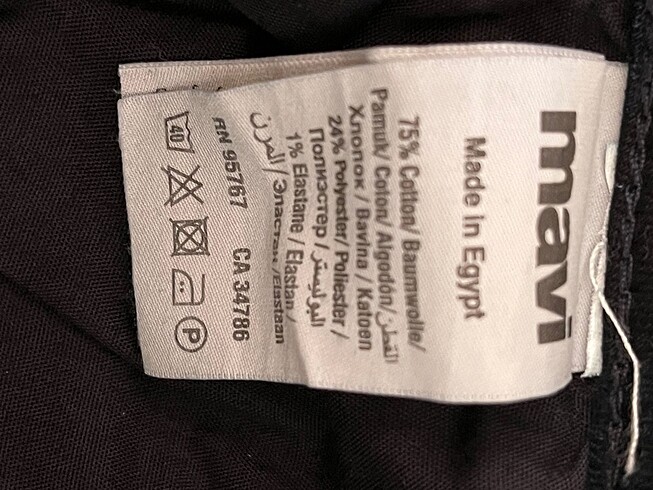 mavi
Made in Egypt
75% Cotton/ Baumwolle/
Pamuk/ Coton/ Algodón/القطن
Хлопок / Bavlna / Katoen
24% Polyester/ Poliester /
Полиэстер / البوليستر
1% Elastane / Elastan /
المرن / Эластан / Elastaan
RN 95767 CA 34786
40
P